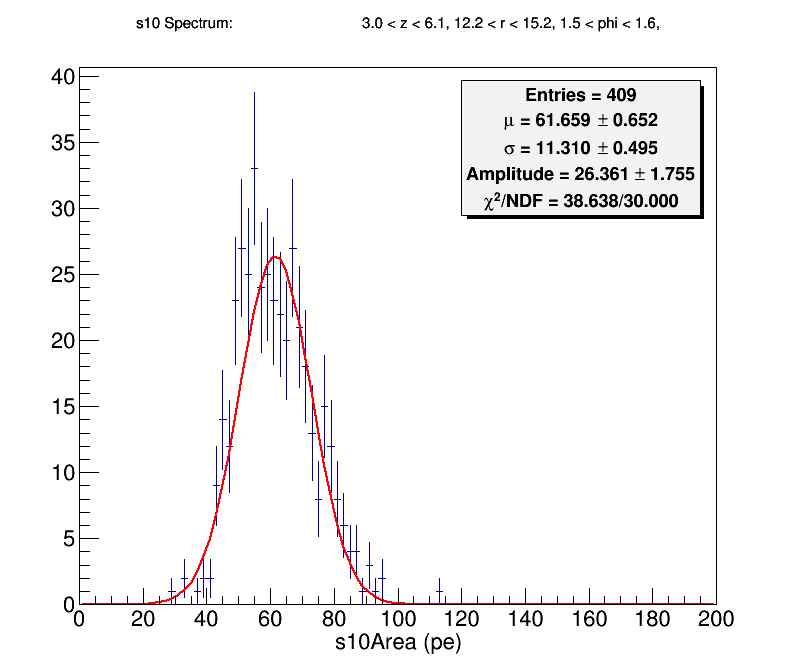 s10 Spectrum: 3.0 < z < 6.1, 12.2 < r < 15.2, 1.5 < phi < 1.6,
Entries = 409
μ = 61.659 ± 0.652
σ = 11.310 ± 0.495
Amplitude = 26.361 ± 1.755
χ²/NDF = 38.638/30.000
40
35
30
25
20
15
10
5
0
0 20 40 60 80 100 120 140 160 180 200
s10Area (pe)